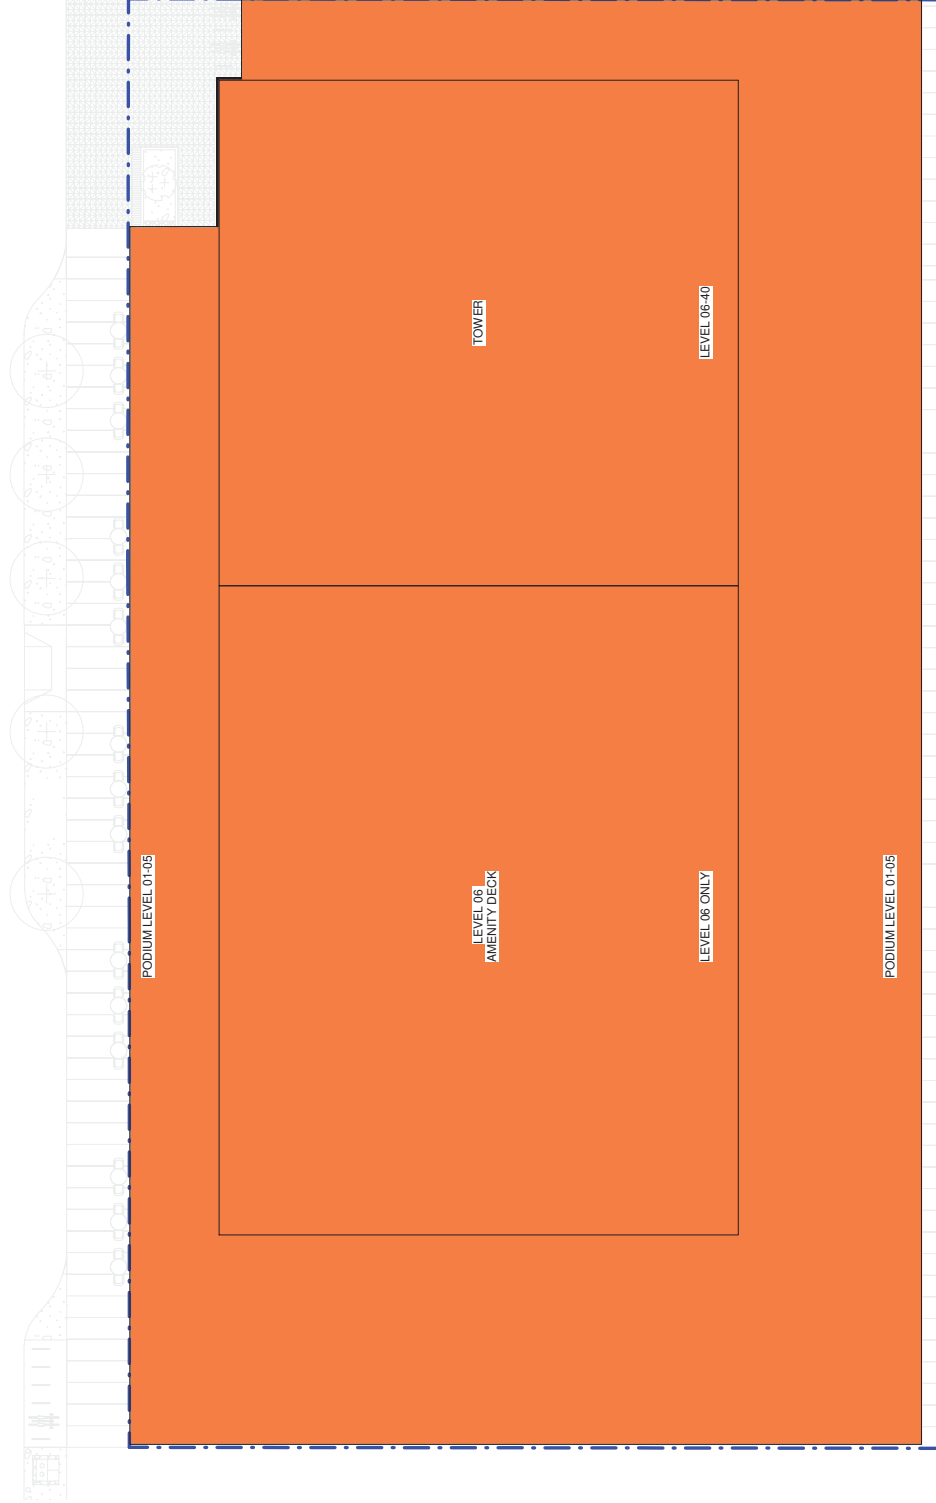 PODIUM LEVEL 01-05
LEVEL 06
AMENITY DECK
LEVEL 06 ONLY
PODIUM LEVEL 01-05
TOWER
LEVEL 06-40